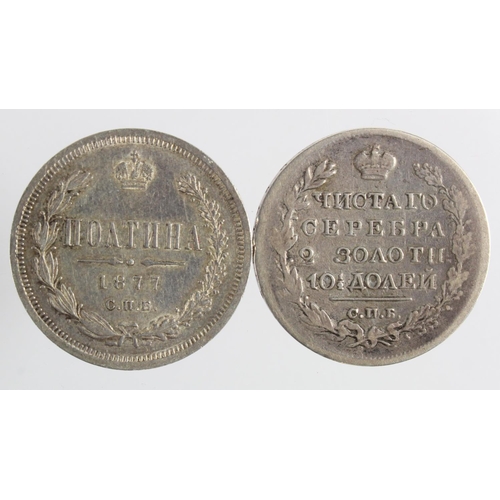 ПОЛТИНА
1877
С.П.Б
ЧИСТАГО
СЕРЕБРА
2 ЗОЛОТН
10½ ДОЛЕЙ
С.П.Б.